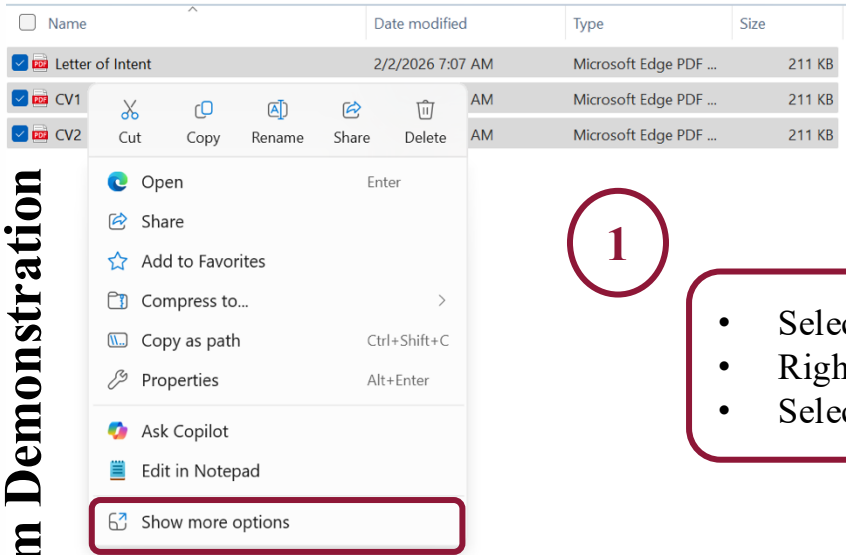 Name Date modified Type Size
Letter of Intent 2/2/2026 7:07 AM Microsoft Edge PDF ... 211 KB
CV1 AM Microsoft Edge PDF ... 211 KB
CV2 AM Microsoft Edge PDF ... 211 KB
Cut Copy Rename Share Delete
Open Enter
Share
Add to Favorites
Compress to...
Copy as path Ctrl+Shift+C
Properties Alt+Enter
Ask Copilot
Edit in Notepad
Show more options
1
Demonstration